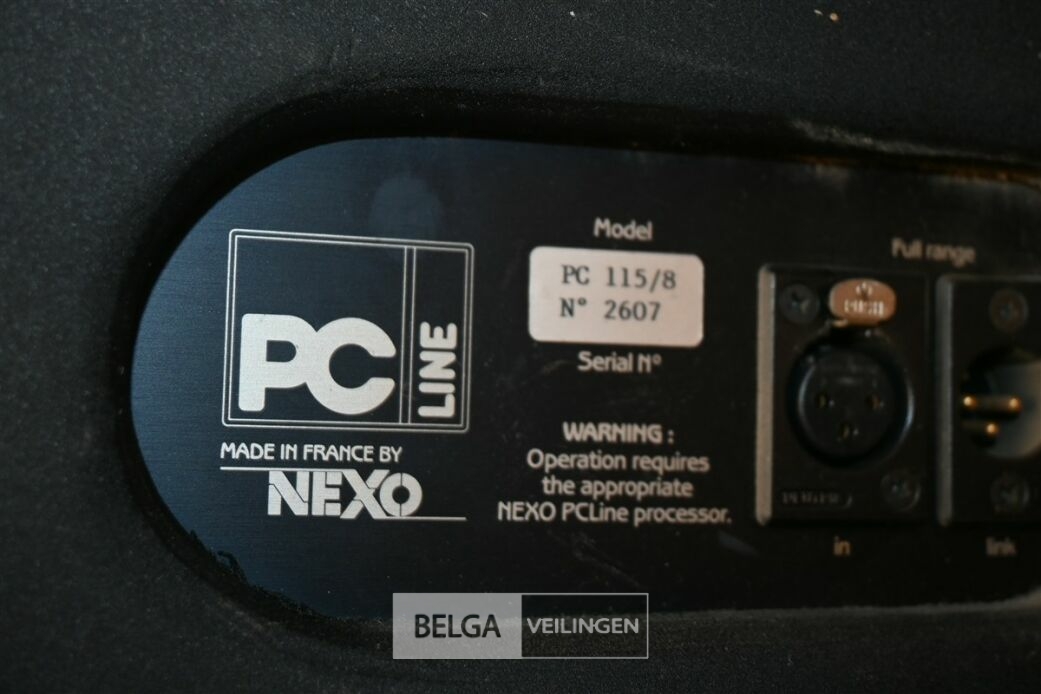 PC
LINE
MADE IN FRANCE BY
NEXO
Model
PC 115/8
N° 2607
Serial N°
WARNING :
Operation requires
the appropriate
NEXO PCLine processor.
Full range
PUSH
in
link
BELGA VEILINGEN